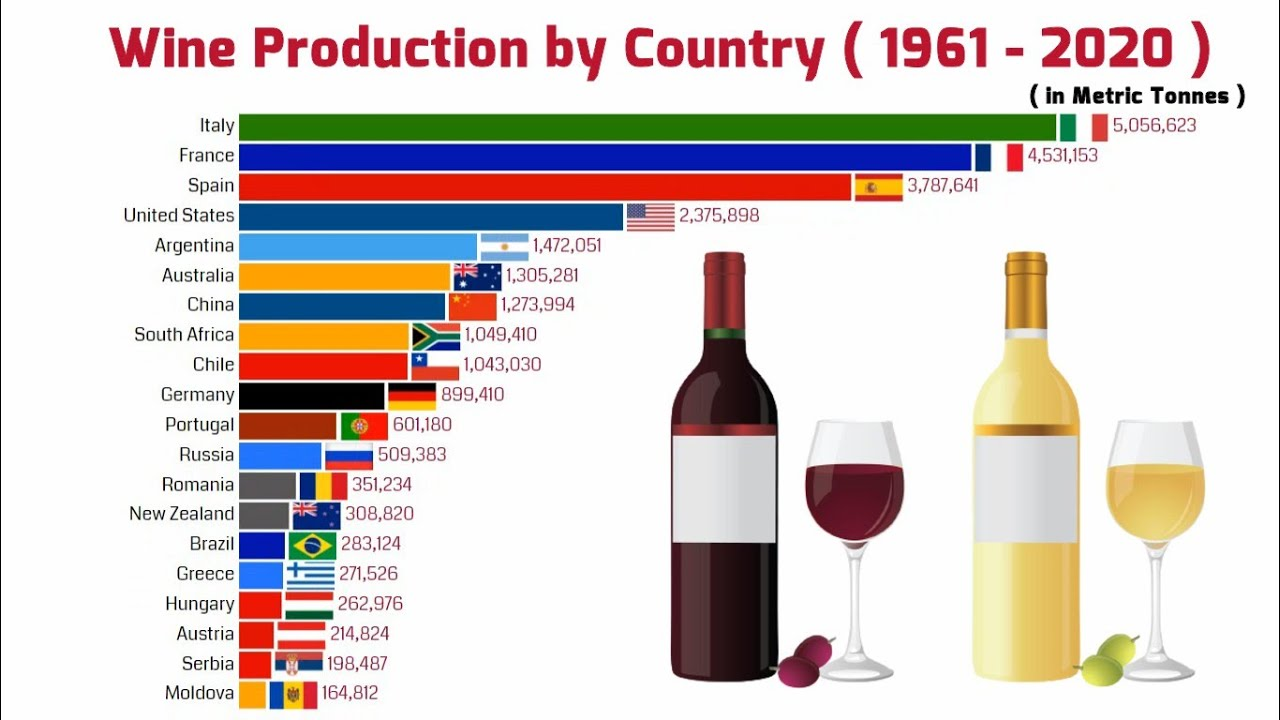 Wine Production by Country ( 1961 - 2020 )
( in Metric Tonnes )
Italy 5,056,623
France 4,531,153
Spain 3,787,641
United States 2,375,898
Argentina 1,472,051
Australia 1,305,281
China 1,273,994
South Africa 1,049,410
Chile 1,043,030
Germany 899,410
Portugal 601,180
Russia 509,383
Romania 351,234
New Zealand 308,820
Brazil 283,124
Greece 271,526
Hungary 262,976
Austria 214,824
Serbia 198,487
Moldova 164,812